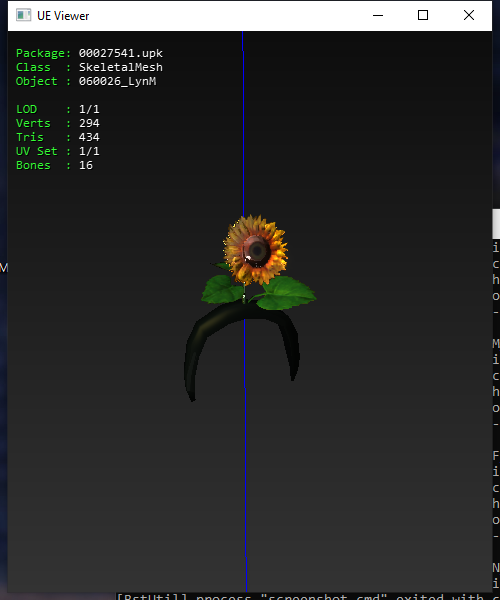 UE Viewer
Package: 00027541.upk
Class  : SkeletalMesh
Object : 060026_LynM
LOD    : 1/1
Verts  : 294
Tris   : 434
UV Set : 1/1
Bones  : 16
M
i
c
h
o
-
M
i
c
h
o
-
F
i
c
h
o
-
N
i
[BstUtil] process "screenshot.cmd" exited with c